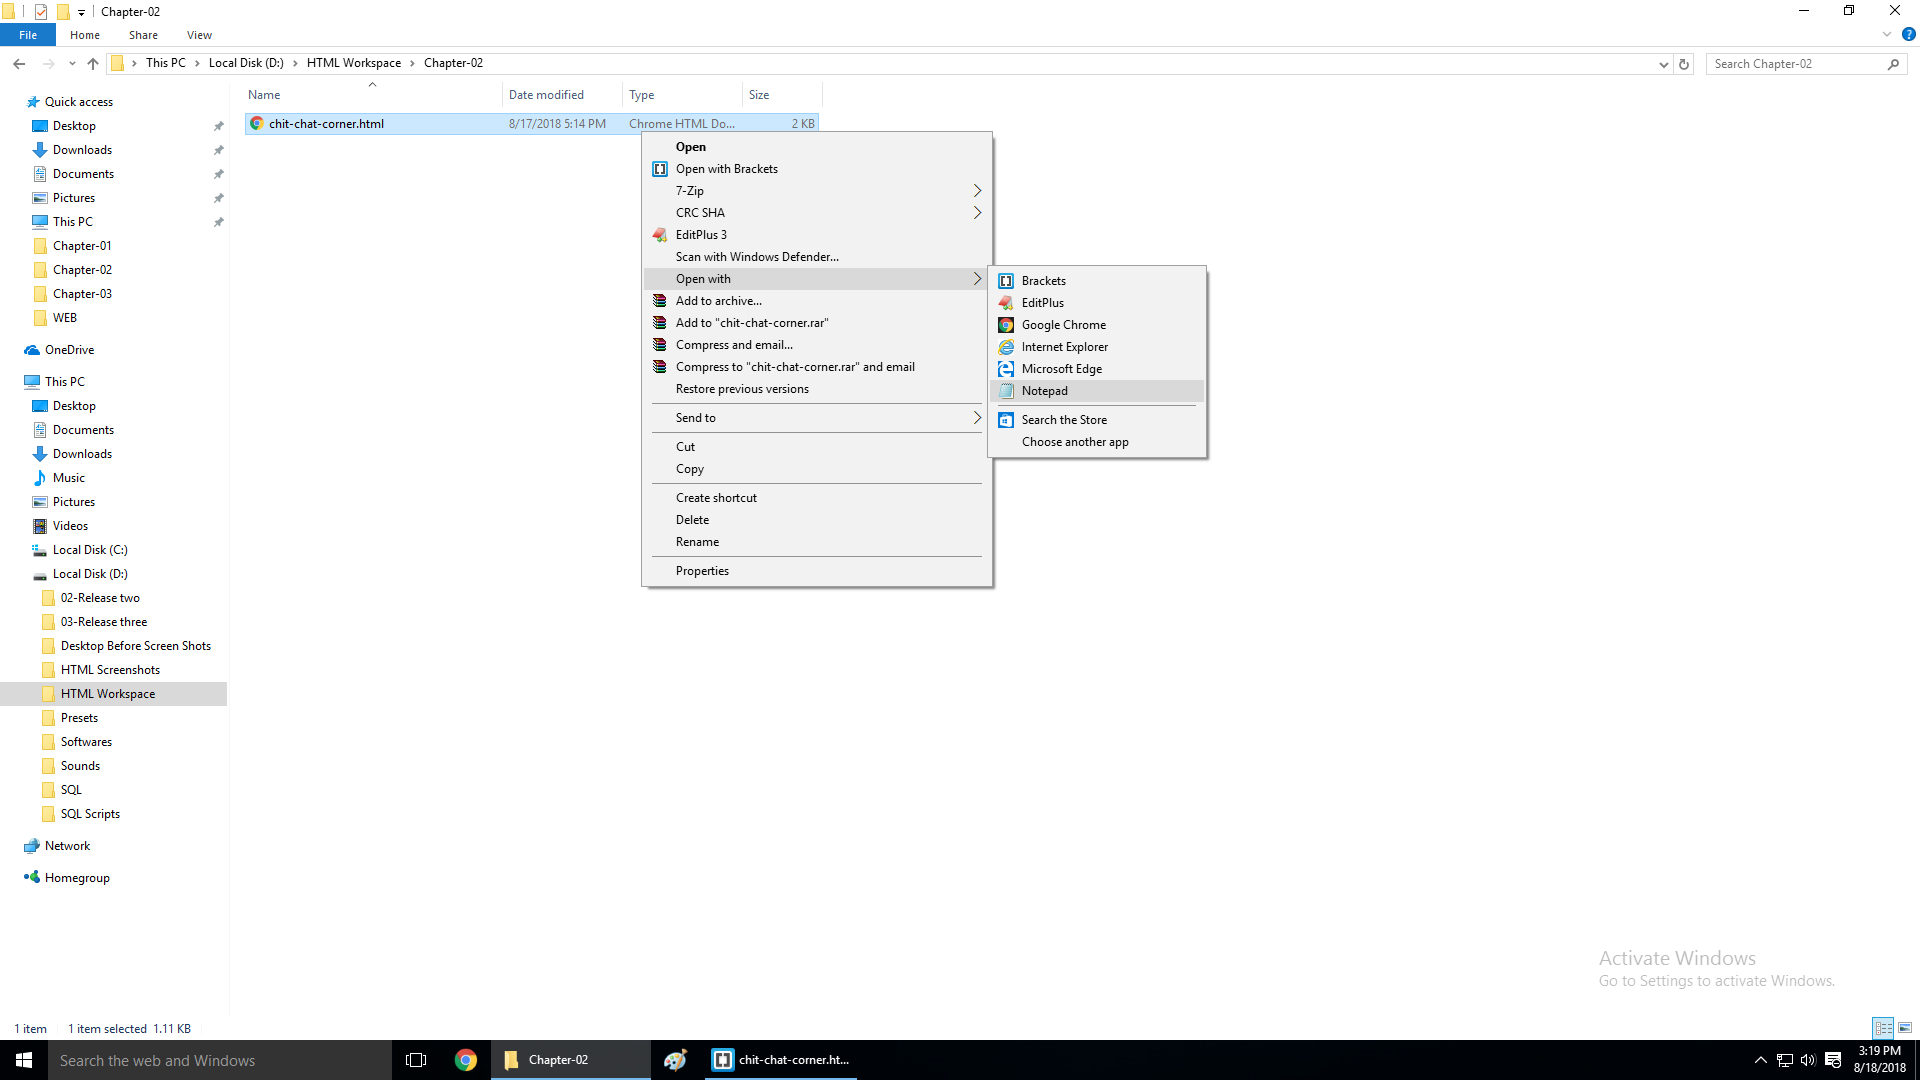 Chapter-02
File Home Share View
This PC Local Disk (D:) HTML Workspace Chapter-02
Search Chapter-02
Name Date modified Type Size
chit-chat-corner.html 8/17/2018 5:14 PM Chrome HTML Do... 2 KB
Quick access
Desktop
Downloads
Documents
Pictures
This PC
Chapter-01
Chapter-02
Chapter-03
WEB
OneDrive
This PC
Desktop
Documents
Downloads
Music
Pictures
Videos
Local Disk (C:)
Local Disk (D:)
02-Release two
03-Release three
Desktop Before Screen Shots
HTML Screenshots
HTML Workspace
Presets
Softwares
Sounds
SQL
SQL Scripts
Network
Homegroup
Open
Open with Brackets
7-Zip
CRC SHA
EditPlus 3
Scan with Windows Defender...
Open with
Add to archive...
Add to "chit-chat-corner.rar"
Compress and email...
Compress to "chit-chat-corner.rar" and email
Restore previous versions
Send to
Cut
Copy
Create shortcut
Delete
Rename
Properties
Brackets
EditPlus
Google Chrome
Internet Explorer
Microsoft Edge
Notepad
Search the Store
Choose another app
Activate Windows
Go to Settings to activate Windows.
1 item 1 item selected 1.11 KB
Search the web and Windows
Chapter-02
chit-chat-corner.ht...
3:19 PM
8/18/2018